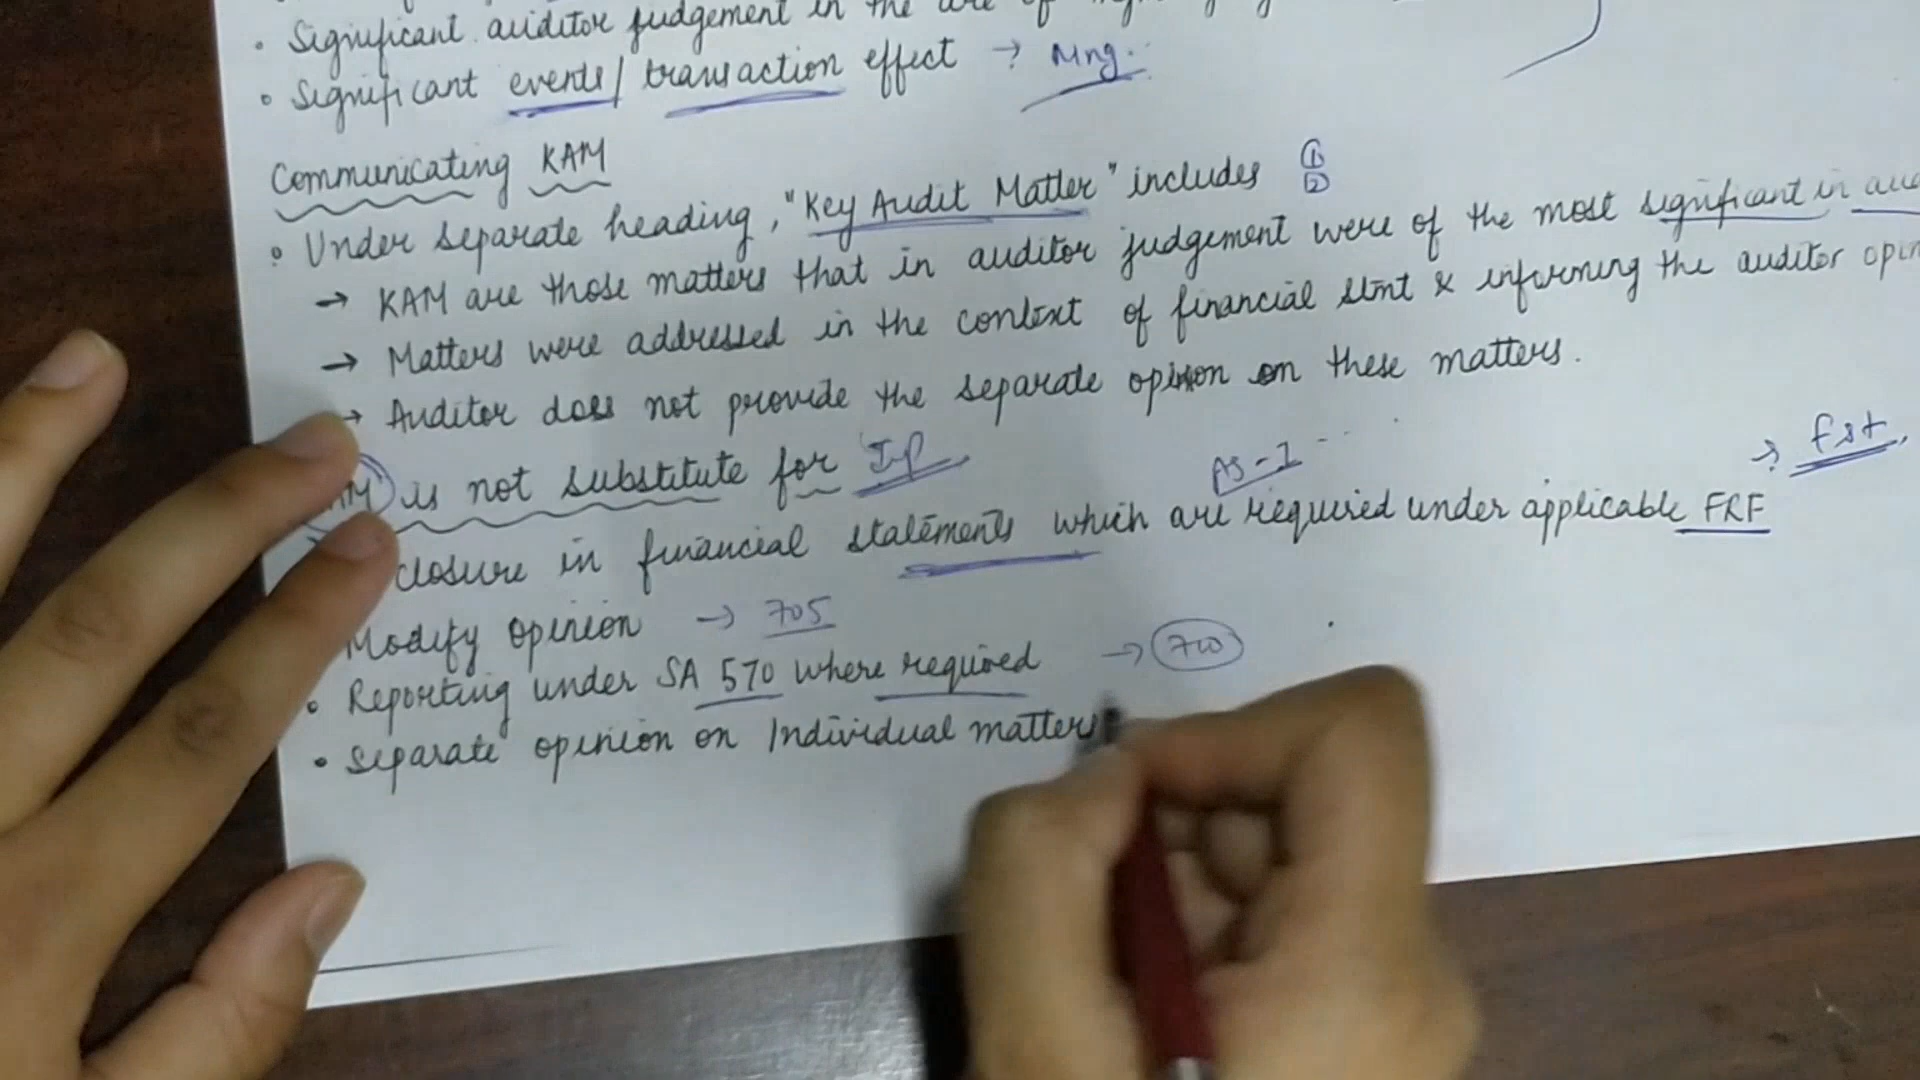 • Significant auditor judgement in the are of
• Significant events/ transaction effect → Mng.
Communicating KAM
• Under separate heading, "Key Audit Matter" includes ① ②
→ KAM are those matters that in auditor judgement were of the most significant in
→ Matters were addressed in the context of financial stmt & informing the auditor
→ Auditor does not provide the separate opinion on these matters.
is not substitute for
AS-1 → fst,
closure in financial statements which are required under applicable FRF
Modify opinion → 705
• Reporting under SA 570 where required → 700
• Separate opinion on Individual matters